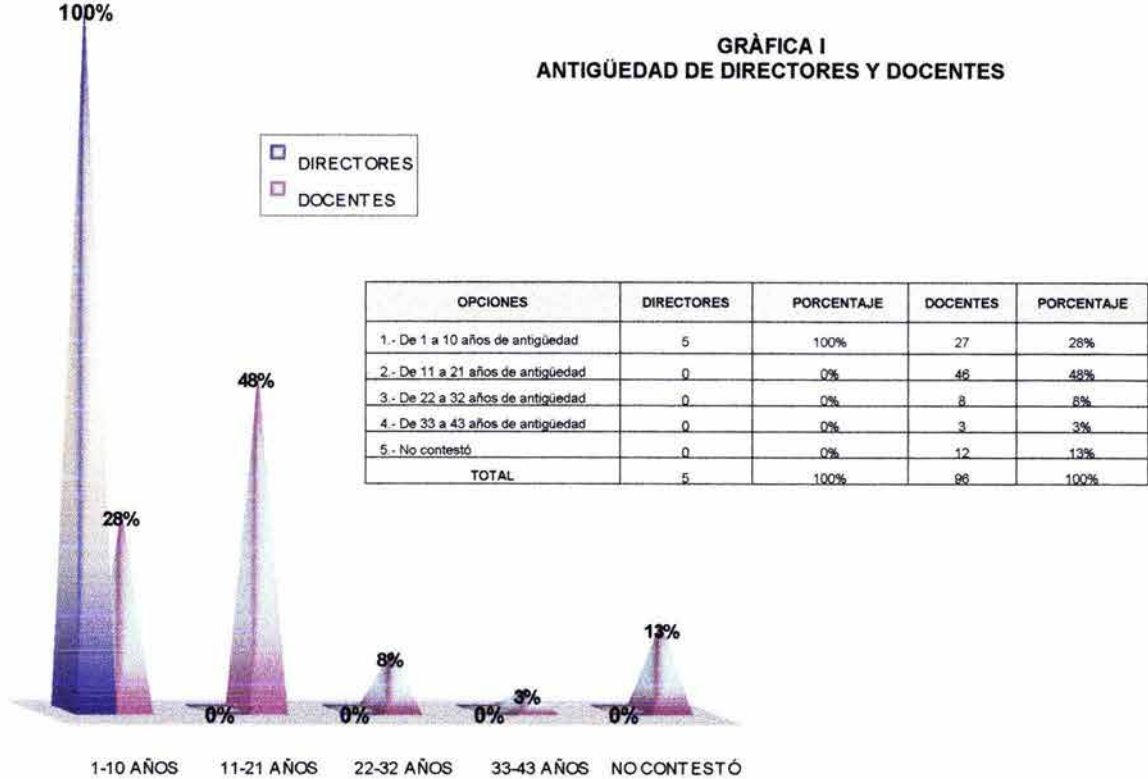 100%
GRÀFICA I
ANTIGÜEDAD DE DIRECTORES Y DOCENTES
DIRECTORES
DOCENTES
OPCIONES DIRECTORES PORCENTAJE DOCENTES PORCENTAJE
1.- De 1 a 10 años de antigüedad 5 100% 27 28%
2.- De 11 a 21 años de antigüedad 0 0% 46 48%
3.- De 22 a 32 años de antigüedad 0 0% 8 8%
4.- De 33 a 43 años de antigüedad 0 0% 3 3%
5.- No contestó 0 0% 12 13%
TOTAL 5 100% 96 100%
48%
28%
8%
13%
3%
0% 0% 0% 0%
1-10 AÑOS 11-21 AÑOS 22-32 AÑOS 33-43 AÑOS NO CONTESTÓ